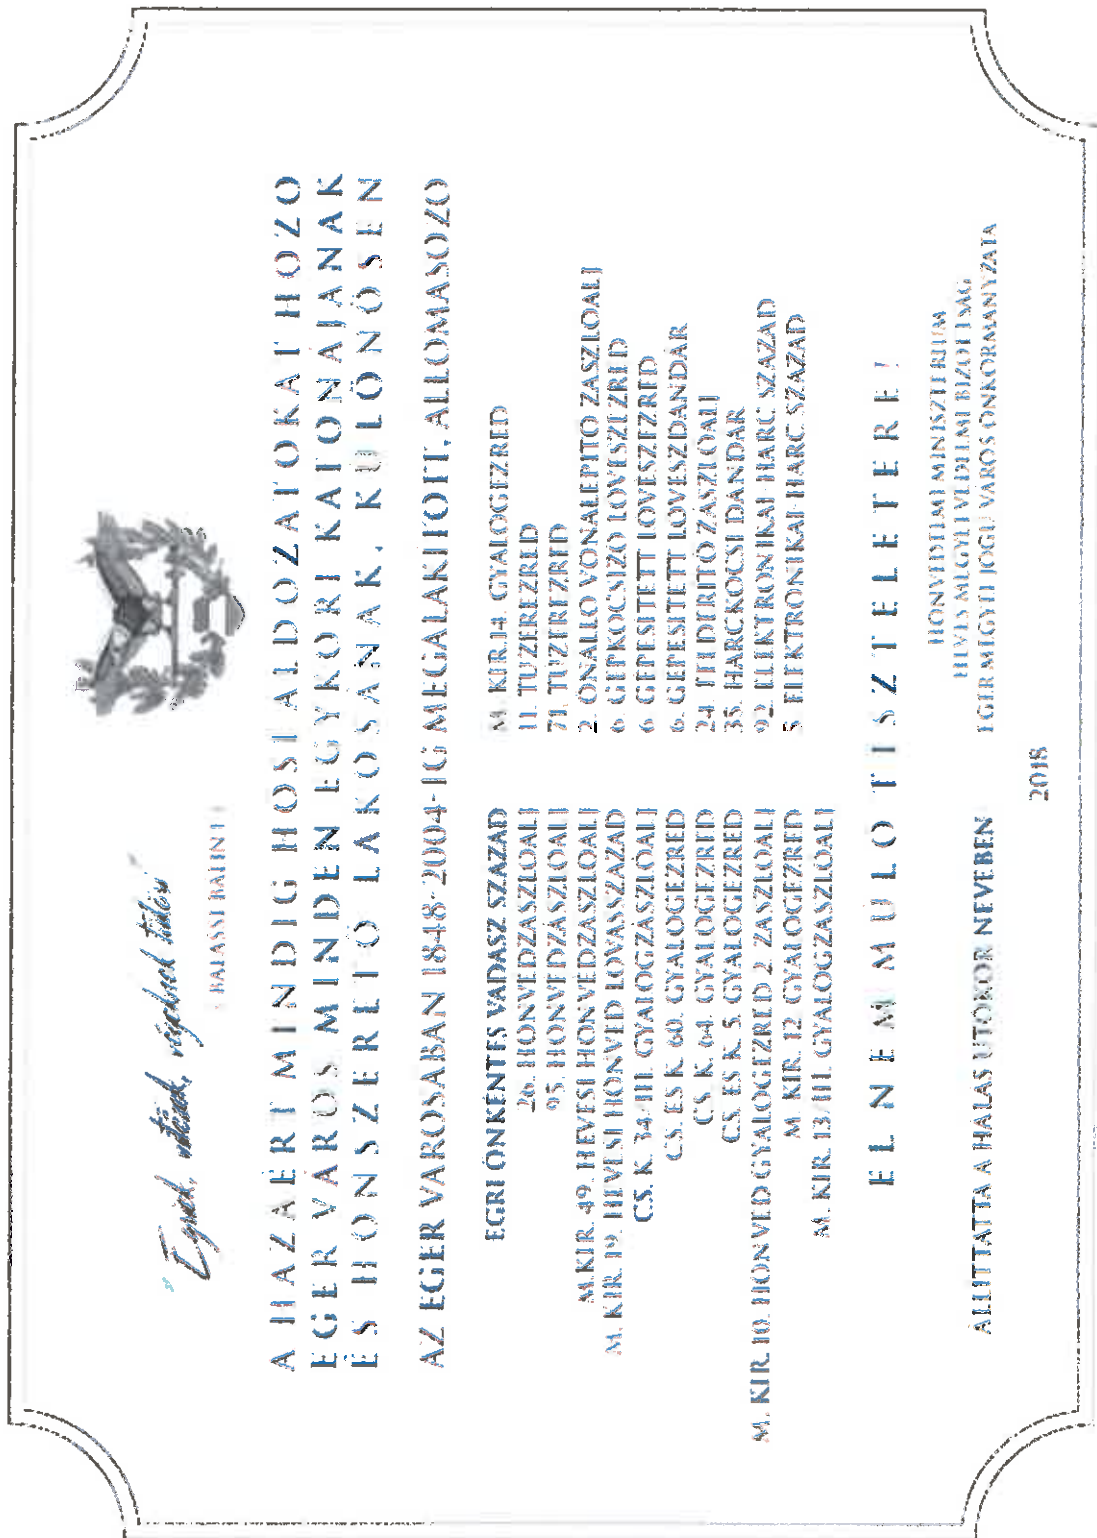 „Egriek, vitézek, végeknek tüköri”
( BALASSI BÁLINT )
A HAZÁÉRT MINDIG HŐSI ÁLDOZATOKAT HOZÓ
EGER VÁROS MINDEN EGYKORI KATONÁJÁNAK
ÉS HONSZERETŐ LAKOSÁNAK, KÜLÖNÖSEN
AZ EGER VÁROSÁBAN 1848-2004-IG MEGALAKÍTOTT, ÁLLOMÁSOZÓ
EGRI ÖNKÉNTES VADÁSZ SZÁZAD
26. HONVÉDZÁSZLÓALJ
95. HONVÉDZÁSZLÓALJ
M.KIR. 49. HEVESI HONVÉDZÁSZLÓALJ
M. KIR. 19. HEVESI HONVÉD LOVASSZÁZAD
CS. K. 34/III. GYALOGZÁSZLÓALJ
CS. ÉS K. 60. GYALOGEZRED
CS. K. 64. GYALOGEZRED
CS. ÉS K. 5. GYALOGEZRED
M. KIR. 10. HONVÉD GYALOGEZRED 2. ZÁSZLÓALJ
M. KIR. 12. GYALOGEZRED
M. KIR. 13/III. GYALOGZÁSZLÓALJ
M. KIR.14. GYALOGEZRED
11. TÜZÉREZRED
71. TÜZÉREZRED
2. ÖNÁLLÓ VONALÉPÍTŐ ZÁSZLÓALJ
6. GÉPKOCSIZÓ LÖVÉSZEZRED
6. GÉPESÍTETT LÖVÉSZEZRED
6. GÉPESÍTETT LÖVÉSZDANDÁR
24. FELDERÍTŐ ZÁSZLÓALJ
35. HARCKOCSI DANDÁR
92. ELEKTRONIKAI HARC SZÁZAD
5. ELEKTRONIKAI HARC SZÁZAD
ELNEMÚLÓ TISZTELETÉRE!
ÁLLÍTTATTA A HÁLÁS UTÓKOR NEVÉBEN
HONVÉDELMI MINISZTÉRIUM
HEVES MEGYEI VÉDELMI BIZOTTSÁG
EGER MEGYEI JOGÚ VÁROS ÖNKORMÁNYZATA
2018